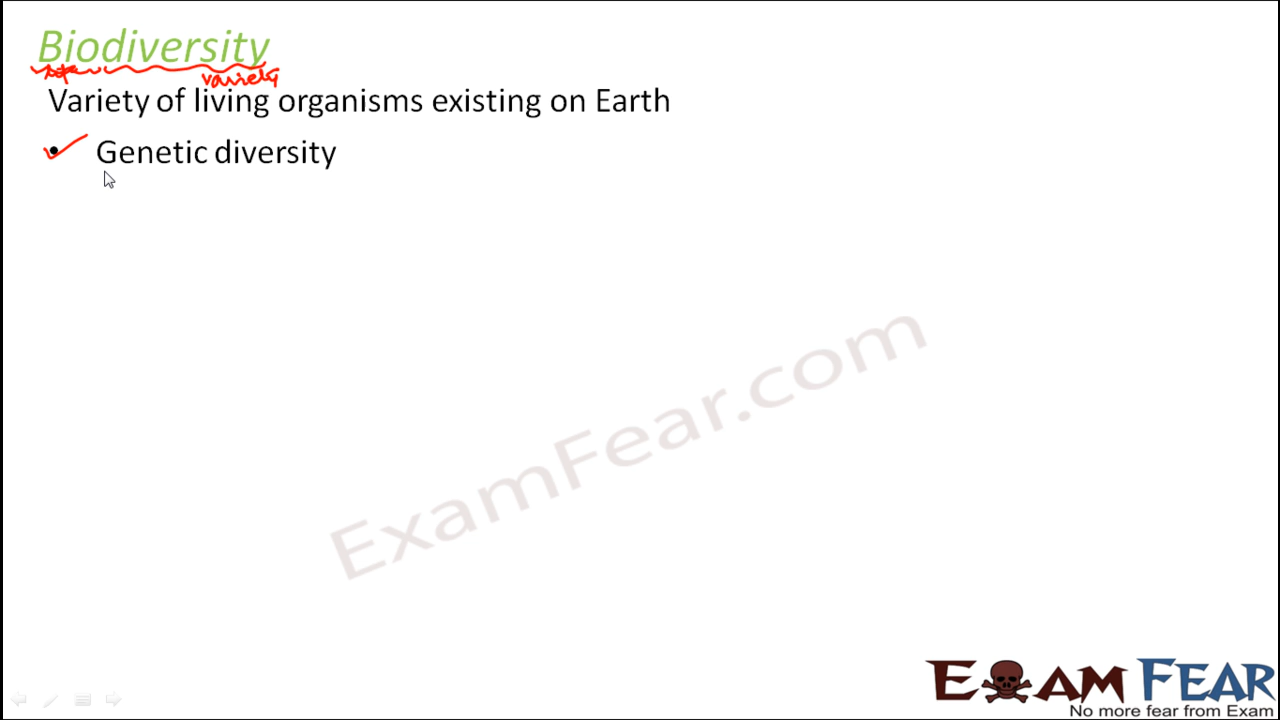 Biodiversity
variety
Variety of living organisms existing on Earth
• Genetic diversity
ExamFear.com
EXAM FEAR
No more fear from Exam